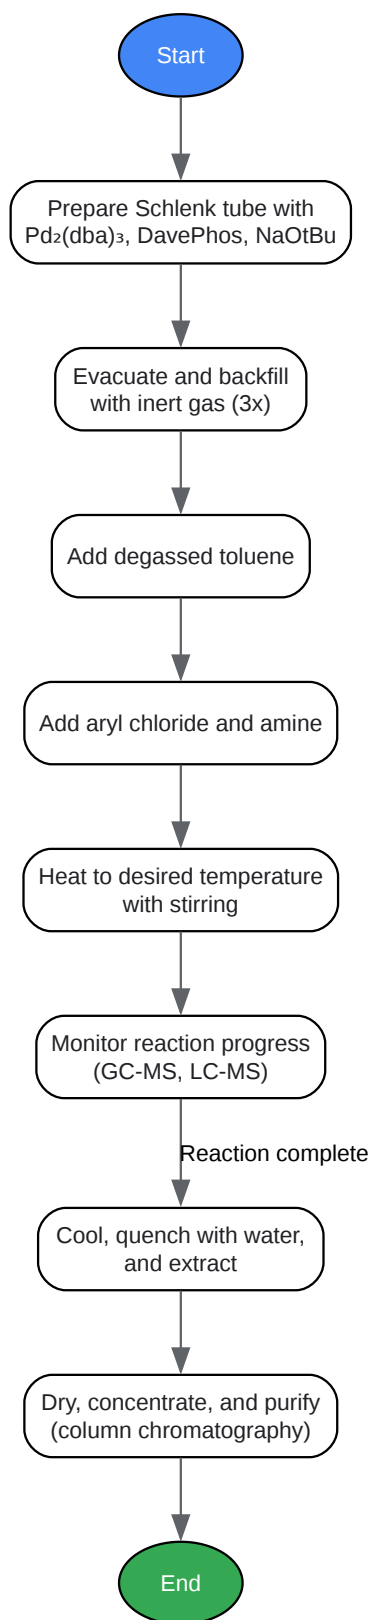 Start
Prepare Schlenk tube with
Pd₂(dba)₃, DavePhos, NaOtBu
Evacuate and backfill
with inert gas (3x)
Add degassed toluene
Add aryl chloride and amine
Heat to desired temperature
with stirring
Monitor reaction progress
(GC-MS, LC-MS)
Reaction complete
Cool, quench with water,
and extract
Dry, concentrate, and purify
(column chromatography)
End